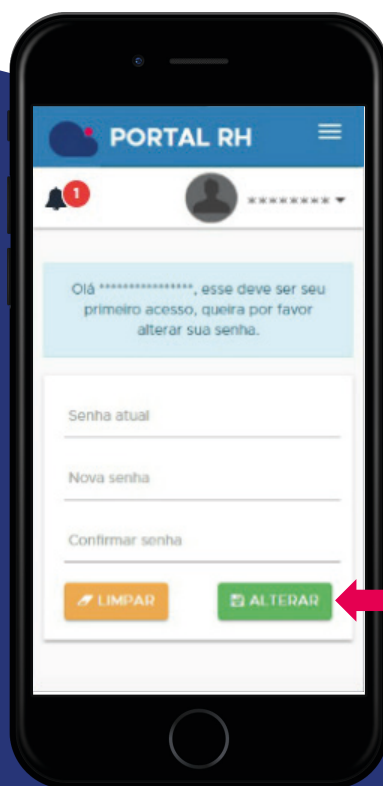 PORTAL RH
1
********
Olá ****************, esse deve ser seu
primeiro acesso, queira por favor
alterar sua senha.
Senha atual
Nova senha
Confirmar senha
LIMPAR
ALTERAR